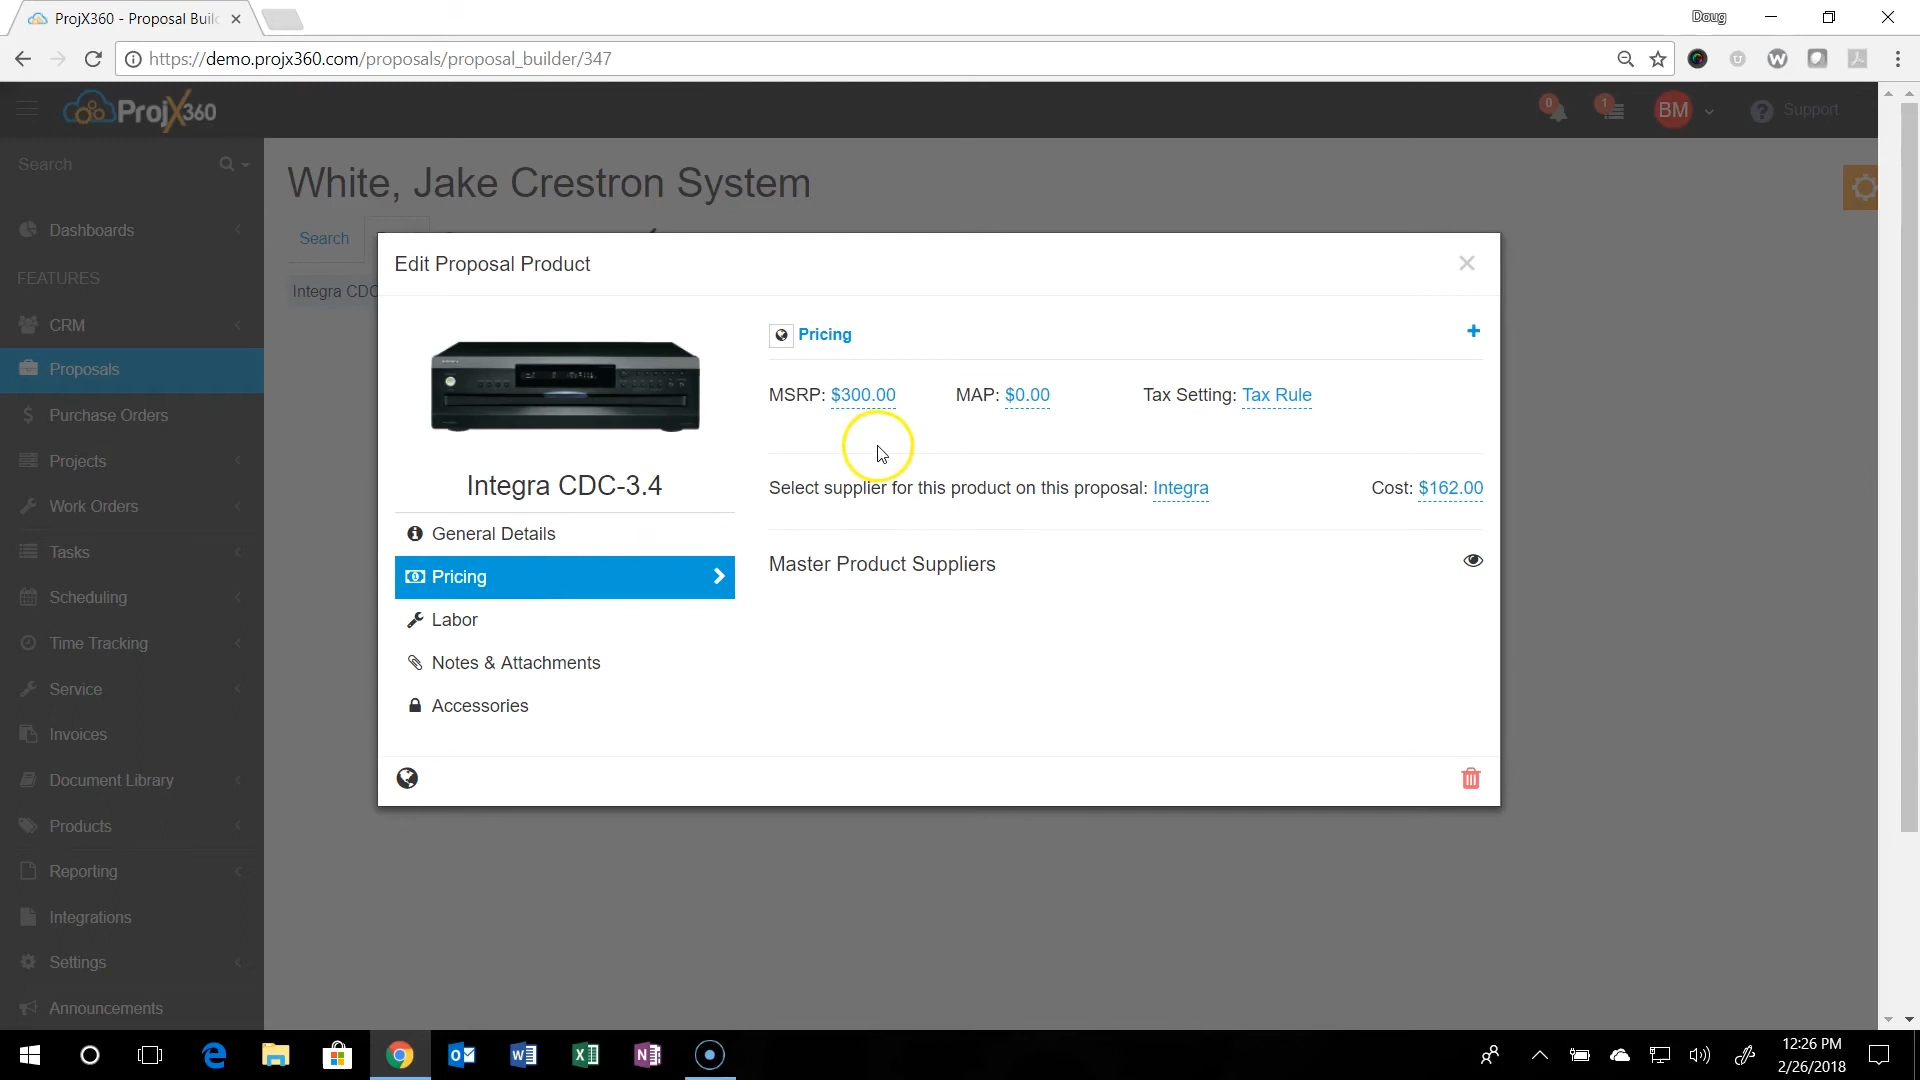 ProjX360 - Proposal Buil
Doug
https://demo.projx360.com/proposals/proposal_builder/347
ProjX360
0
1
BM
Support
Search
White, Jake Crestron System
Search
Dashboards
FEATURES
CRM
Proposals
Purchase Orders
Projects
Work Orders
Tasks
Scheduling
Time Tracking
Service
Invoices
Document Library
Products
Reporting
Integrations
Settings
Announcements
Integra CDC
Edit Proposal Product
Integra CDC-3.4
General Details
Pricing
Labor
Notes & Attachments
Accessories
Pricing
MSRP: $300.00 MAP: $0.00 Tax Setting: Tax Rule
Select supplier for this product on this proposal: Integra Cost: $162.00
Master Product Suppliers
12:26 PM
2/26/2018